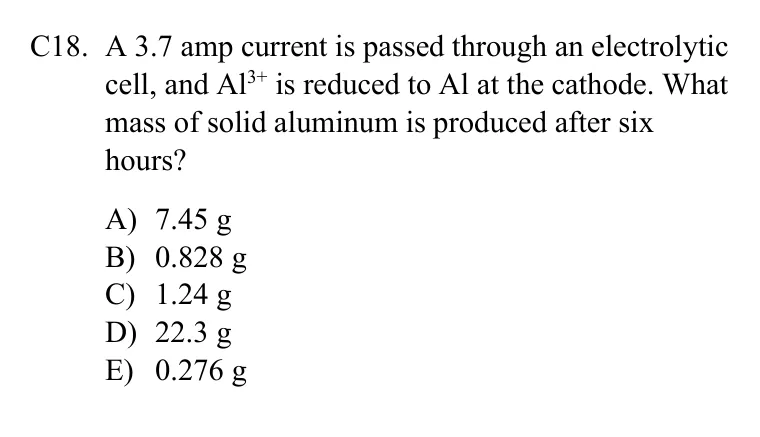 C18. A 3.7 amp current is passed through an electrolytic
cell, and Al³⁺ is reduced to Al at the cathode. What
mass of solid aluminum is produced after six
hours?
A) 7.45 g
B) 0.828 g
C) 1.24 g
D) 22.3 g
E) 0.276 g